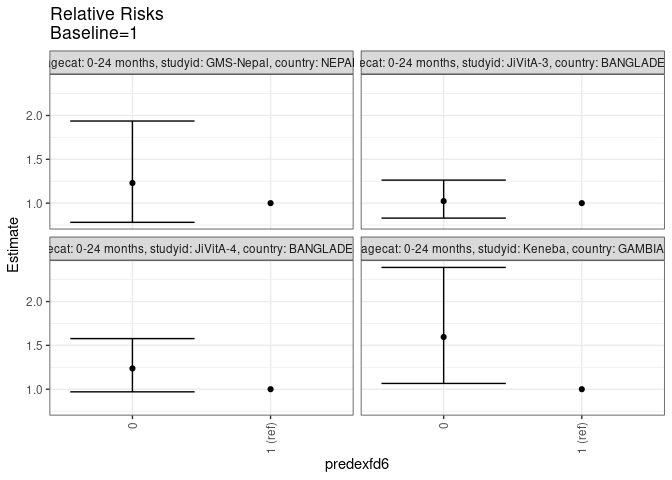 Relative Risks
Baseline=1
agecat: 0-24 months, studyid: GMS-Nepal, country: NEPAL
ecat: 0-24 months, studyid: JiVitA-3, country: BANGLADE
2.0
1.5
1.0
ecat: 0-24 months, studyid: JiVitA-4, country: BANGLADE
agecat: 0-24 months, studyid: Keneba, country: GAMBIA
2.0
1.5
1.0
Estimate
0
1 (ref)
0
1 (ref)
predexfd6